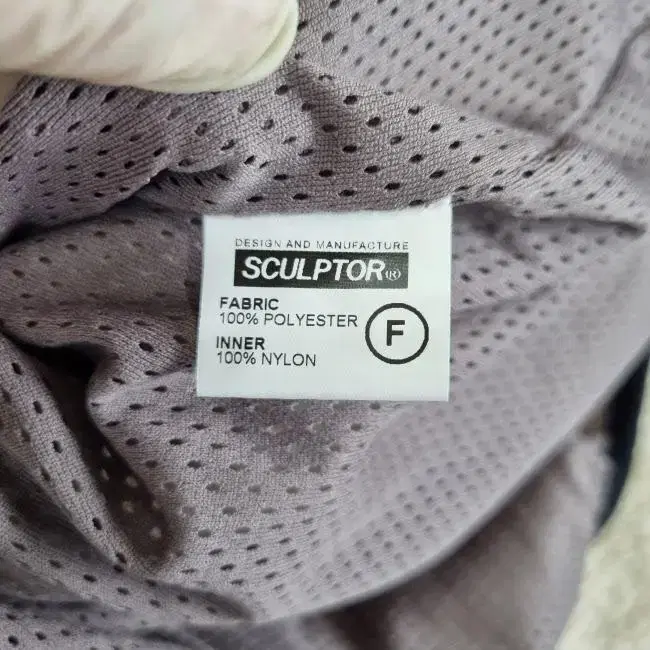 DESIGN AND MANUFACTURE
SCULPTOR®
FABRIC
100% POLYESTER
F
INNER
100% NYLON